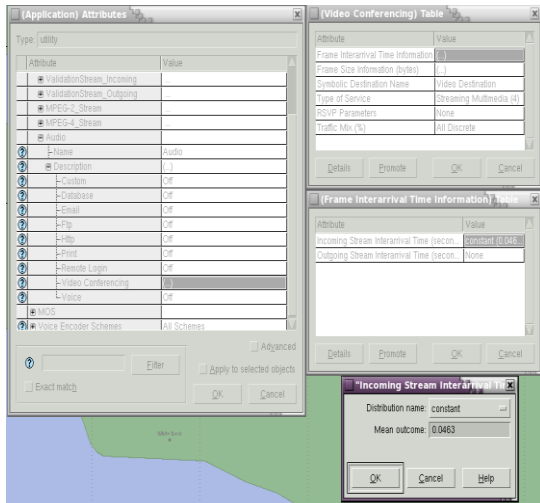 (Application) Attributes
Type: utility
Attribute Value
ValidationStream_Incoming ...
ValidationStream_Outgoing ...
MPEG-2_Stream ...
MPEG-4_Stream ...
Audio
Name Audio
Description (...)
Custom Off
Database Off
Email Off
Ftp Off
Http Off
Print Off
Remote Login Off
Video Conferencing (...)
Voice Off
MOS
Voice Encoder Schemes All Schemes
Advanced
Filter
Apply to selected objects
Exact match
OK Cancel
(Video Conferencing) Table
Attribute Value
Frame Interarrival Time Information (...)
Frame Size Information (bytes) (...)
Symbolic Destination Name Video Destination
Type of Service Streaming Multimedia (4)
RSVP Parameters None
Traffic Mix (%) All Discrete
Details Promote OK Cancel
(Frame Interarrival Time Information)
Attribute Value
Incoming Stream Interarrival Time (secon... constant (0.046...
Outgoing Stream Interarrival Time (secon... None
Details Promote OK Cancel
"Incoming Stream Interarrival Ti
Distribution name: constant
Mean outcome: 0.0463
OK Cancel Help